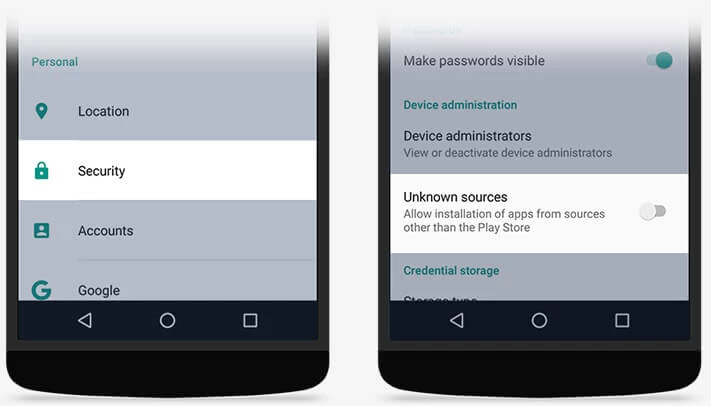 Personal
Location
Security
Accounts
Google
Make passwords visible
Device administration
Device administrators
View or deactivate device administrators
Unknown sources
Allow installation of apps from sources
other than the Play Store
Credential storage
Storage type